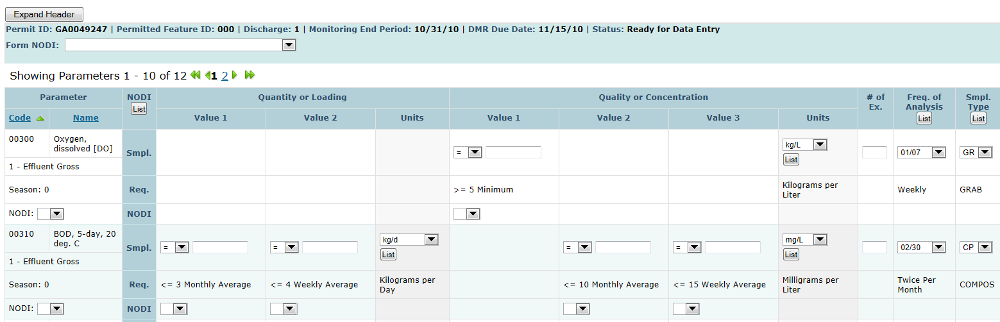 Expand Header
Permit ID: GA0049247 | Permitted Feature ID: 000 | Discharge: 1 | Monitoring End Period: 10/31/10 | DMR Due Date: 11/15/10 | Status: Ready for Data Entry
Form NODI:
Showing Parameters 1 - 10 of 12 1 2
Parameter NODI Quantity or Loading Quality or Concentration # of Ex. Freq. of Analysis Smpl. Type
List List List
Code Name Value 1 Value 2 Units Value 1 Value 2 Value 3 Units
00300 Oxygen, dissolved [DO] Smpl. = kg/L List 01/07 GR
1 - Effluent Gross
Season: 0 Req. >= 5 Minimum Kilograms per Liter Weekly GRAB
NODI: NODI
00310 BOD, 5-day, 20 deg. C Smpl. = = kg/d List = = mg/L List 02/30 CP
1 - Effluent Gross
Season: 0 Req. <= 3 Monthly Average <= 4 Weekly Average Kilograms per Day <= 10 Monthly Average <= 15 Weekly Average Milligrams per Liter Twice Per Month COMPOS
NODI: NODI